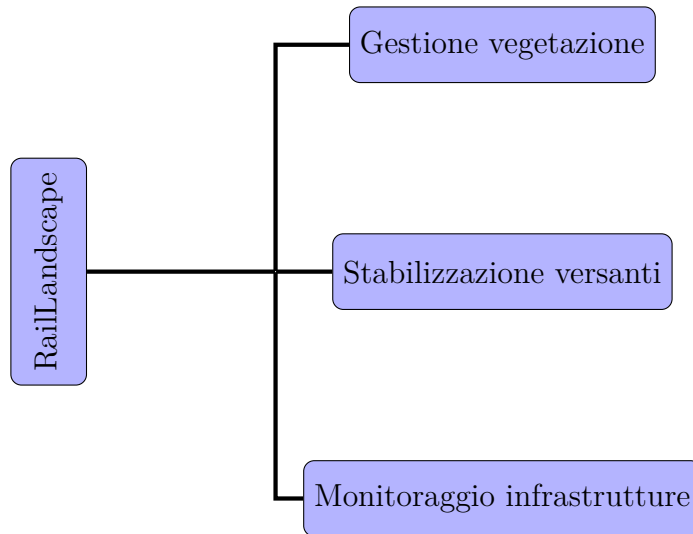 RailLandscape
Gestione vegetazione
Stabilizzazione versanti
Monitoraggio infrastrutture